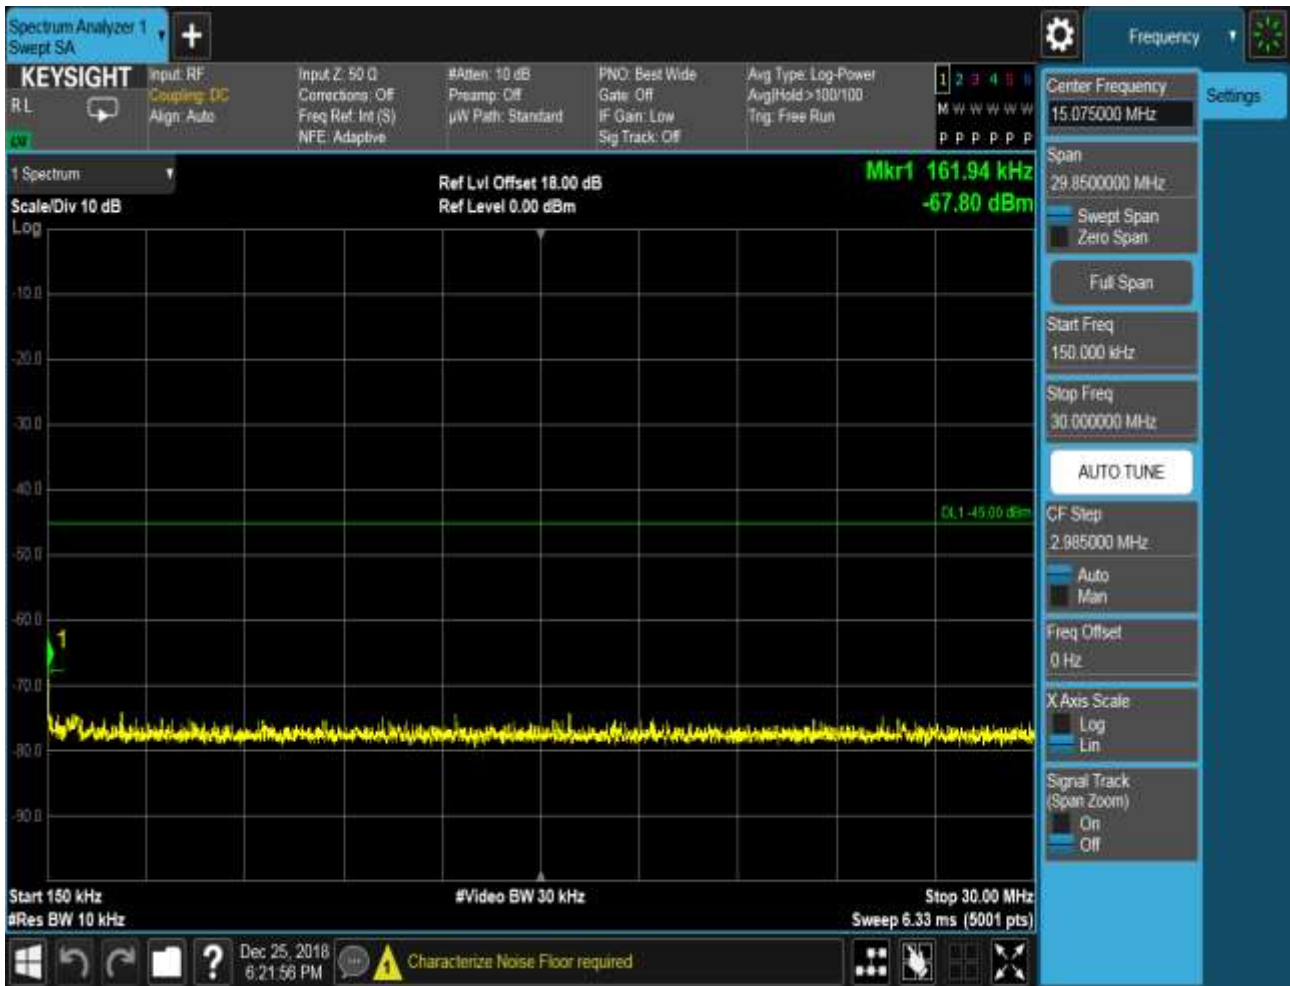 Spectrum Analyzer 1
Swept SA
Frequency
KEYSIGHT
R L
Input: RF
Coupling: DC
Align: Auto
Input Z: 50 Ω
Corrections: Off
Freq Ref: Int (S)
NFE: Adaptive
#Atten: 10 dB
Preamp: Off
µW Path: Standard
PNO: Best Wide
Gate: Off
IF Gain: Low
Sig Track: Off
Avg Type: Log-Power
Avg|Hold:>100/100
Trig: Free Run
1 2 3 4 5 6
M W W W W W
P P P P P P
1 Spectrum
Scale/Div 10 dB
Log
Ref Lvl Offset 18.00 dB
Ref Level 0.00 dBm
Mkr1 161.94 kHz
-67.80 dBm
-10.0
-20.0
-30.0
-40.0
DL1 -45.00 dBm
-50.0
-60.0
1
-70.0
-80.0
-90.0
Start 150 kHz
#Res BW 10 kHz
#Video BW 30 kHz
Stop 30.00 MHz
Sweep 6.33 ms (5001 pts)
Center Frequency
15.075000 MHz
Settings
Span
29.8500000 MHz
Swept Span
Zero Span
Full Span
Start Freq
150.000 kHz
Stop Freq
30.000000 MHz
AUTO TUNE
CF Step
2.985000 MHz
Auto
Man
Freq Offset
0 Hz
X Axis Scale
Log
Lin
Signal Track
(Span Zoom)
On
Off
?
Dec 25, 2018
6:21:56 PM
Characterize Noise Floor required